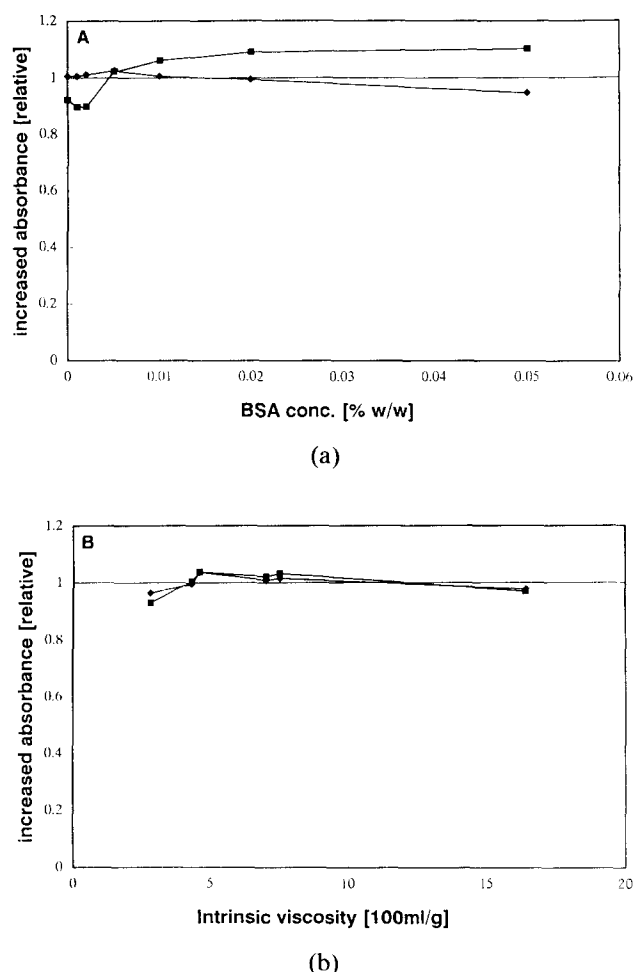 A
increased absorbance [relative]
1.2
1
0.8
0.6
0.4
0.2
0
0 0.01 0.02 0.03 0.04 0.05 0.06
BSA conc. [% w/w]
(a)
B
increased absorbance [relative]
1.2
1
0.8
0.6
0.4
0.2
0
0 5 10 15 20
Intrinsic viscosity [100ml/g]
(b)